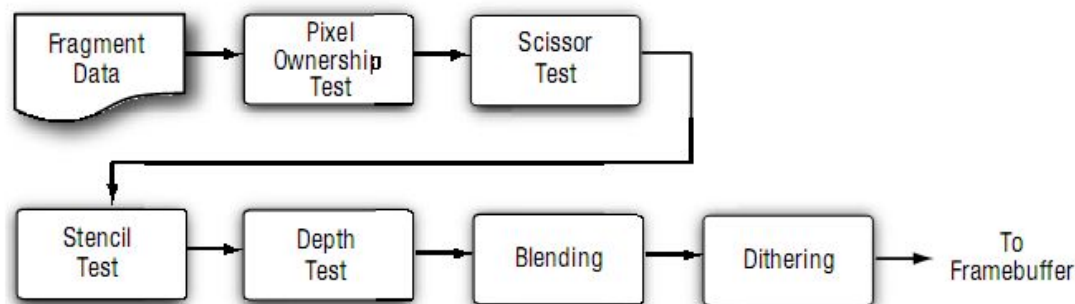 Fragment
Data
Pixel
Ownership
Test
Scissor
Test
Stencil
Test
Depth
Test
Blending
Dithering
To
Framebuffer